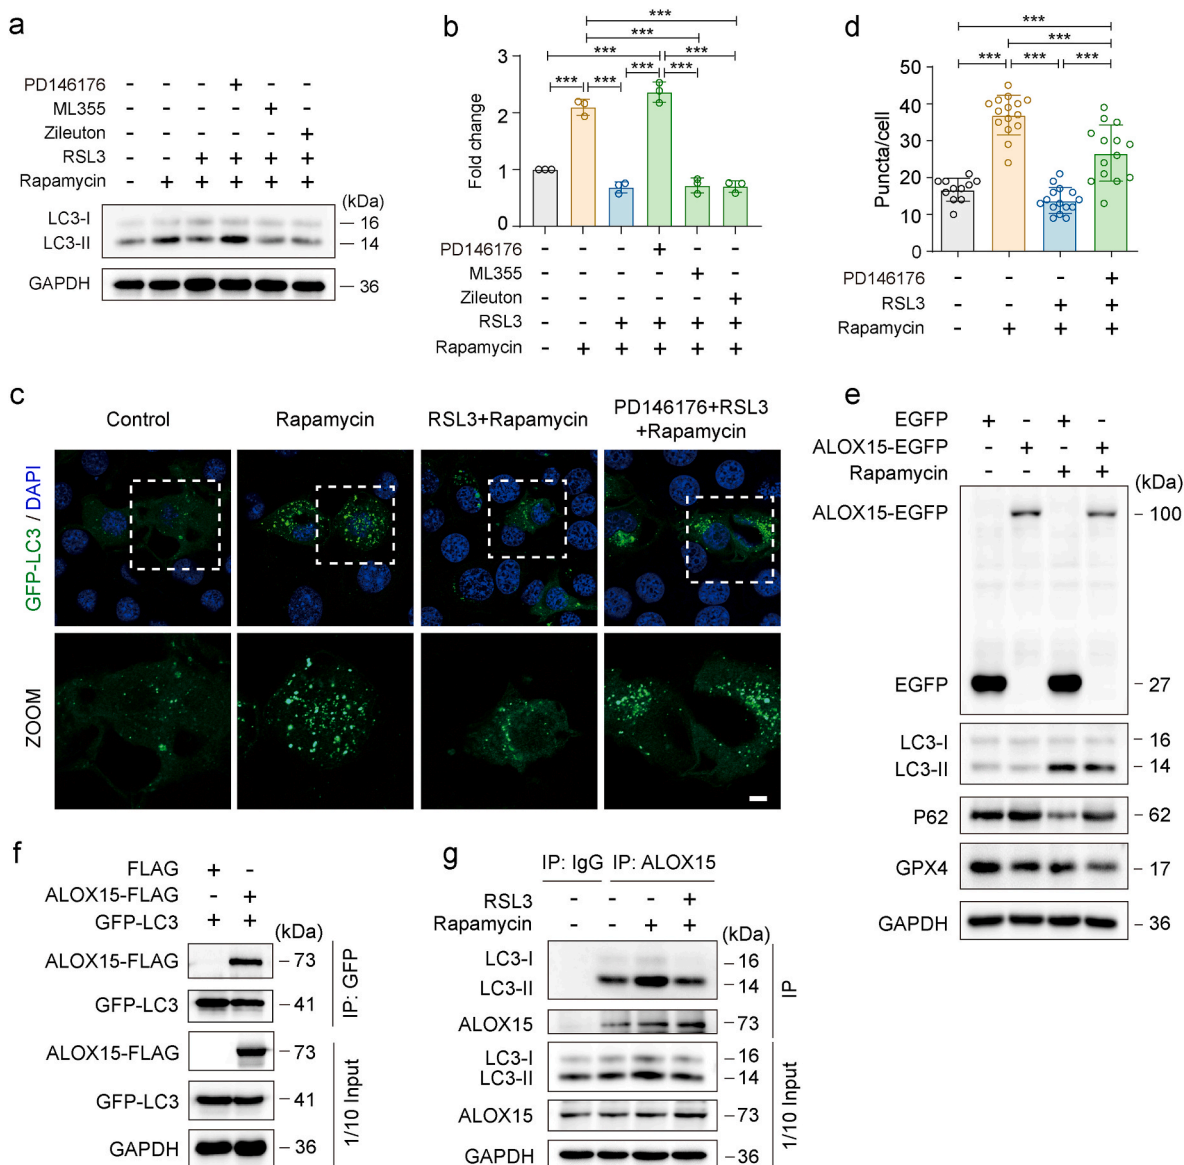 a
PD146176 - - - + - -
ML355 - - - - + -
Zileuton - - - - - +
RSL3 - - + + + +
Rapamycin - + + + + +
(kDa)
LC3-I 16
LC3-II 14
GAPDH 36
b
*** 
***
*** ***
*** *** *** ***
Fold change
3
2
1
0
PD146176 - - - + - -
ML355 - - - - + -
Zileuton - - - - - +
RSL3 - - + + + +
Rapamycin - + + + + +
d
***
***
*** *** ***
Puncta/cell
50
40
30
20
10
0
PD146176 - - - +
RSL3 - - + +
Rapamycin - + + +
c
Control
Rapamycin
RSL3+Rapamycin
PD146176+RSL3
+Rapamycin
GFP-LC3 / DAPI
ZOOM
e
EGFP + - + -
ALOX15-EGFP - + - +
Rapamycin - - + +
(kDa)
ALOX15-EGFP 100
EGFP 27
LC3-I 16
LC3-II 14
P62 62
GPX4 17
GAPDH 36
f
FLAG + -
ALOX15-FLAG - +
GFP-LC3 + +
(kDa)
ALOX15-FLAG 73
GFP-LC3 41
IP: GFP
ALOX15-FLAG 73
GFP-LC3 41
GAPDH 36
1/10 Input
g
IP: IgG IP: ALOX15
RSL3 - - - +
Rapamycin - - + +
(kDa)
LC3-I 16
LC3-II 14
ALOX15 73
IP
LC3-I 16
LC3-II 14
ALOX15 73
GAPDH 36
1/10 Input